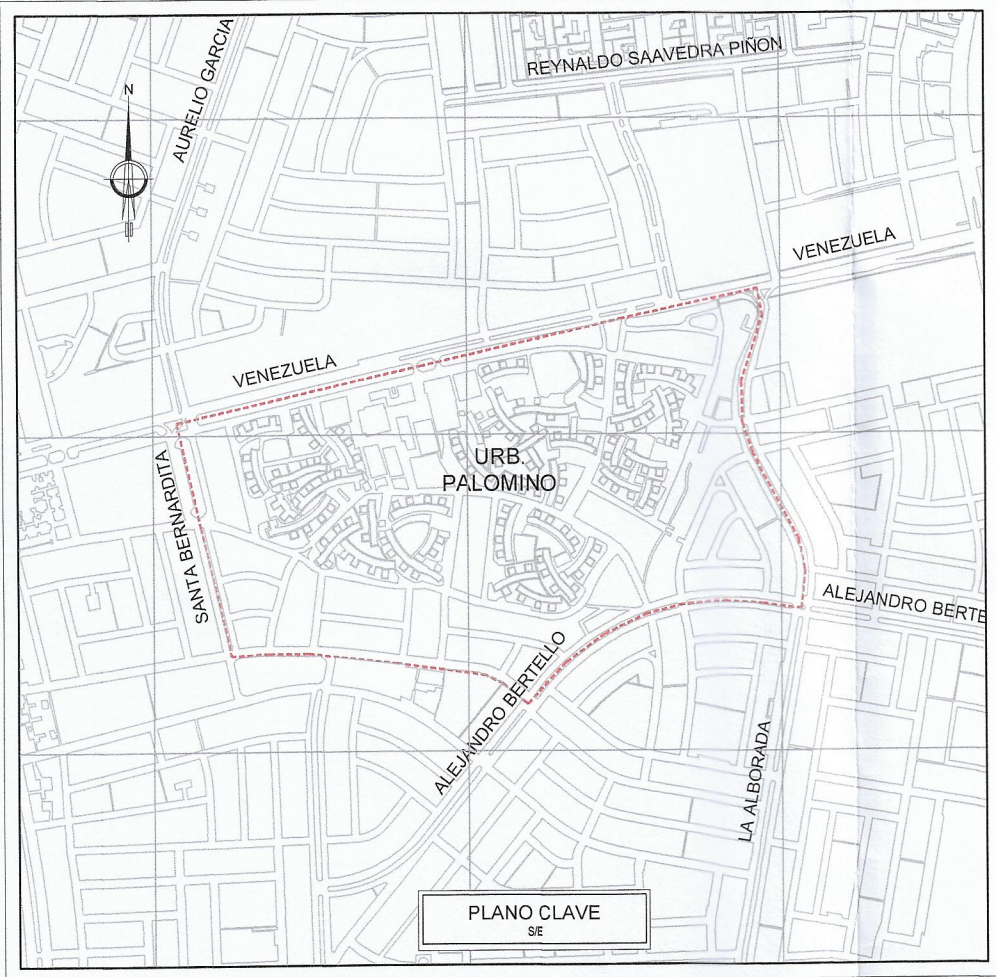 REYNALDO SAAVEDRA PIÑON
AURELIO GARCIA
N
VENEZUELA
VENEZUELA
URB.
PALOMINO
SANTA BERNARDITA
ALEJANDRO BERTE
ALEJANDRO BERTELLO
LA ALBORADA
PLANO CLAVE
S/E